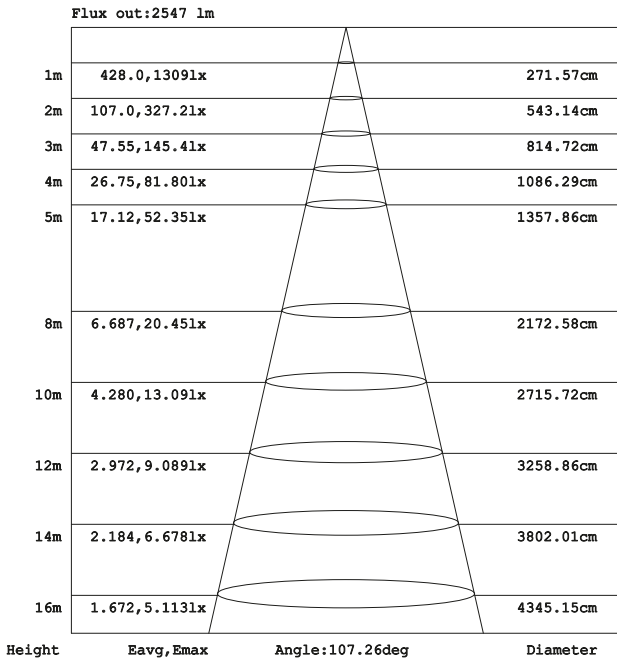 Flux out:2547 lm
1m 428.0,1309lx 271.57cm
2m 107.0,327.2lx 543.14cm
3m 47.55,145.4lx 814.72cm
4m 26.75,81.80lx 1086.29cm
5m 17.12,52.35lx 1357.86cm
8m 6.687,20.45lx 2172.58cm
10m 4.280,13.09lx 2715.72cm
12m 2.972,9.089lx 3258.86cm
14m 2.184,6.678lx 3802.01cm
16m 1.672,5.113lx 4345.15cm
Height Eavg,Emax Angle:107.26deg Diameter